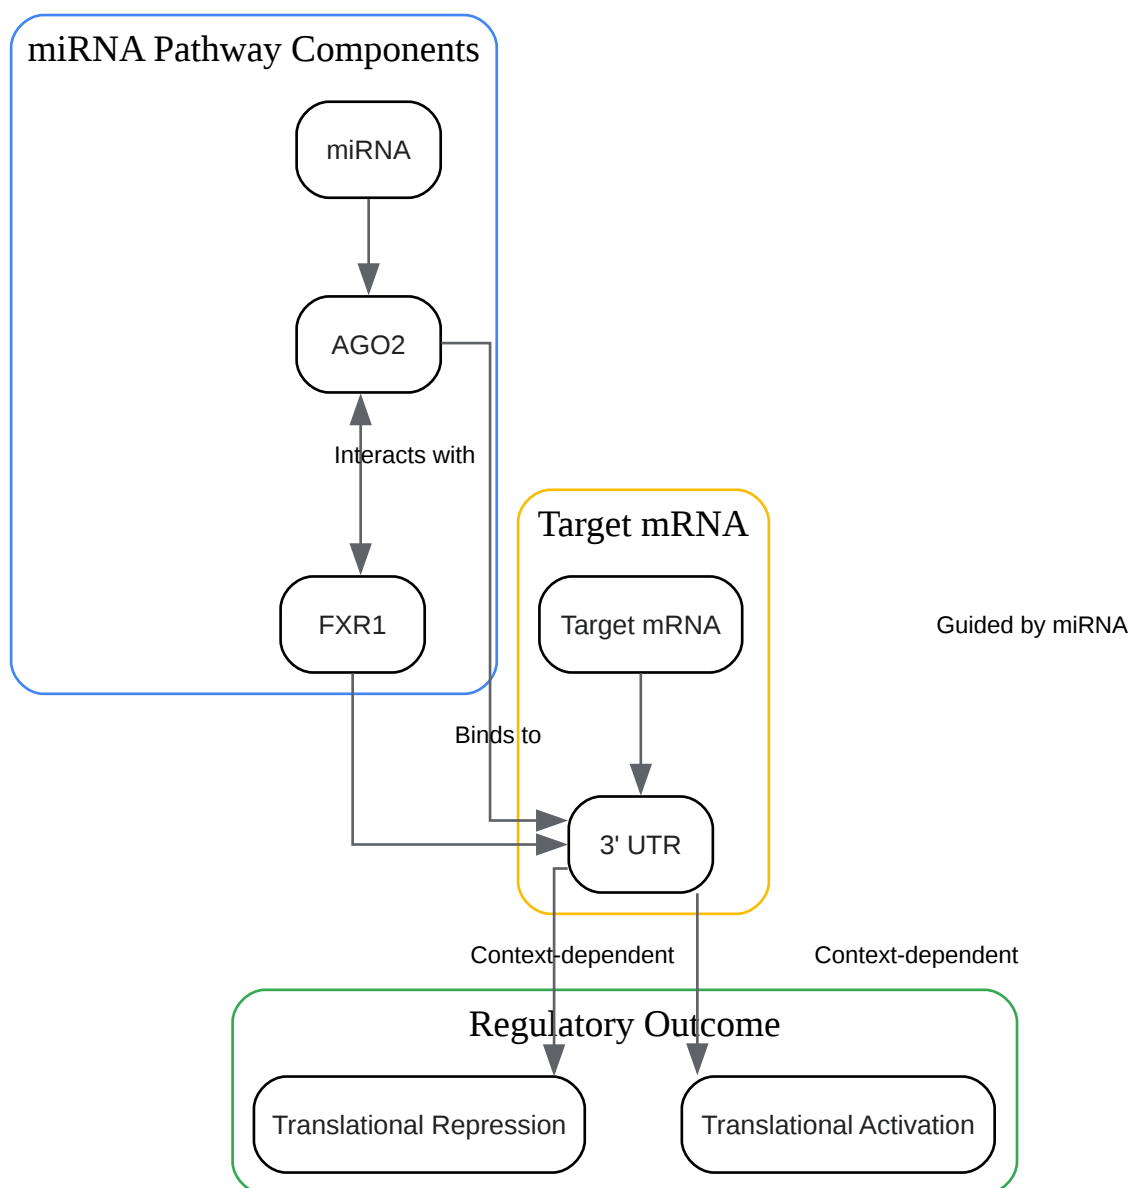 miRNA Pathway Components
miRNA
AGO2
Interacts with
Target mRNA
FXR1
Target mRNA
Guided by miRNA
Binds to
3' UTR
Context-dependent
Context-dependent
Regulatory Outcome
Translational Repression
Translational Activation